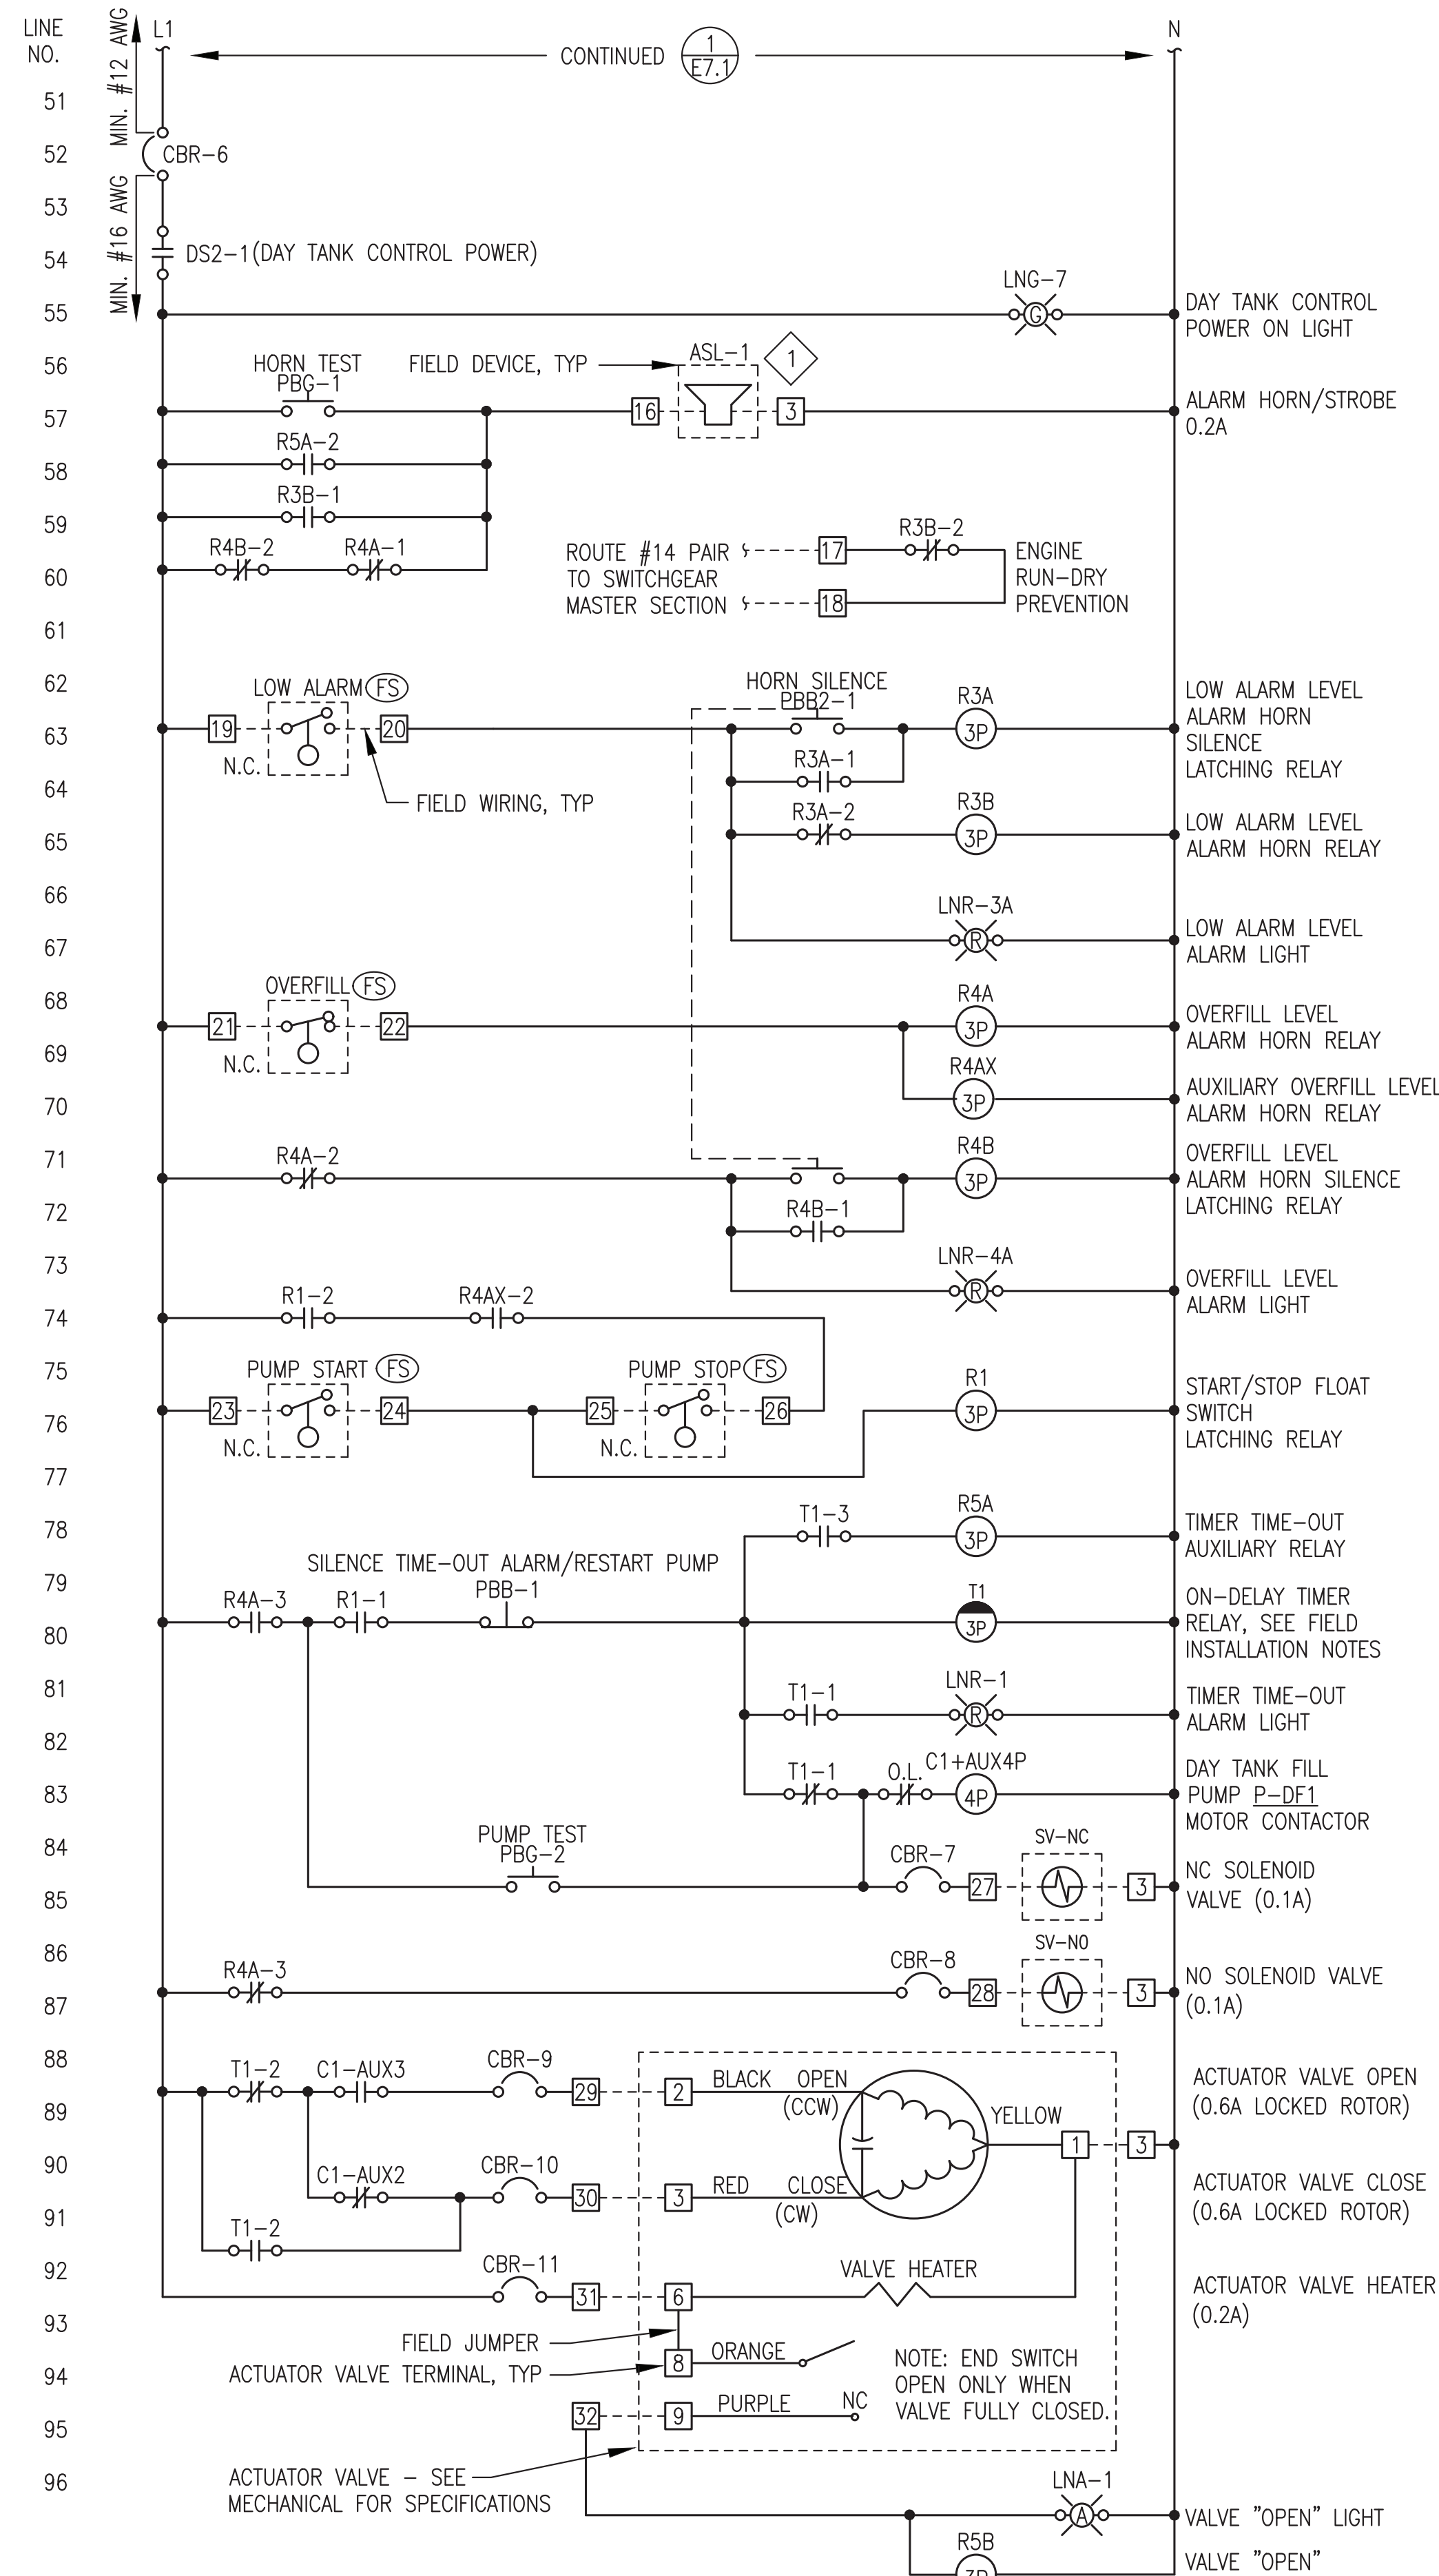 LINE
NO.
MIN. #12 AWG
L1
CONTINUED
1
E7.1
N
51
52
CBR-6
53
MIN. #16 AWG
54
DS2-1(DAY TANK CONTROL POWER)
LNG-7
55
G
DAY TANK CONTROL
POWER ON LIGHT
56
HORN TEST
PBG-1
FIELD DEVICE, TYP
ASL-1
1
57
16
3
ALARM HORN/STROBE
0.2A
R5A-2
58
R3B-1
59
R4B-2
R4A-1
60
ROUTE #14 PAIR
TO SWITCHGEAR
MASTER SECTION
17
18
R3B-2
ENGINE
RUN-DRY
PREVENTION
61
62
LOW ALARM
FS
HORN SILENCE
PBB2-1
R3A
63
19
20
N.C.
3P
LOW ALARM LEVEL
ALARM HORN
SILENCE
LATCHING RELAY
64
R3A-1
FIELD WIRING, TYP
R3A-2
R3B
65
3P
LOW ALARM LEVEL
ALARM HORN RELAY
66
LNR-3A
67
R
LOW ALARM LEVEL
ALARM LIGHT
68
OVERFILL
FS
R4A
21
22
N.C.
3P
OVERFILL LEVEL
ALARM HORN RELAY
69
R4AX
70
3P
AUXILIARY OVERFILL LEVEL
ALARM HORN RELAY
71
R4A-2
R4B
3P
OVERFILL LEVEL
ALARM HORN SILENCE
LATCHING RELAY
72
R4B-1
73
LNR-4A
R
OVERFILL LEVEL
ALARM LIGHT
74
R1-2
R4AX-2
75
PUMP START
FS
PUMP STOP
FS
R1
76
23
24
N.C.
25
26
N.C.
3P
START/STOP FLOAT
SWITCH
LATCHING RELAY
77
78
T1-3
R5A
3P
TIMER TIME-OUT
AUXILIARY RELAY
79
SILENCE TIME-OUT ALARM/RESTART PUMP
PBB-1
R4A-3
R1-1
T1
80
3P
ON-DELAY TIMER
RELAY, SEE FIELD
INSTALLATION NOTES
81
T1-1
LNR-1
R
TIMER TIME-OUT
ALARM LIGHT
82
T1-1
O.L.
C1+AUX4P
83
4P
DAY TANK FILL
PUMP P-DF1
MOTOR CONTACTOR
84
PUMP TEST
PBG-2
CBR-7
SV-NC
85
27
3
NC SOLENOID
VALVE (0.1A)
86
R4A-3
CBR-8
SV-NO
87
28
3
NO SOLENOID VALVE
(0.1A)
88
T1-2
C1-AUX3
CBR-9
89
29
2
BLACK OPEN
(CCW)
YELLOW
ACTUATOR VALVE OPEN
(0.6A LOCKED ROTOR)
90
1
3
C1-AUX2
CBR-10
30
3
RED CLOSE
(CW)
ACTUATOR VALVE CLOSE
(0.6A LOCKED ROTOR)
91
T1-2
92
CBR-11
31
6
VALVE HEATER
ACTUATOR VALVE HEATER
(0.2A)
93
FIELD JUMPER
94
ACTUATOR VALVE TERMINAL, TYP
8
ORANGE
NOTE: END SWITCH
OPEN ONLY WHEN
VALVE FULLY CLOSED.
95
32
9
PURPLE
NC
96
ACTUATOR VALVE - SEE
MECHANICAL FOR SPECIFICATIONS
LNA-1
A
VALVE "OPEN" LIGHT
R5B
3P
VALVE "OPEN"